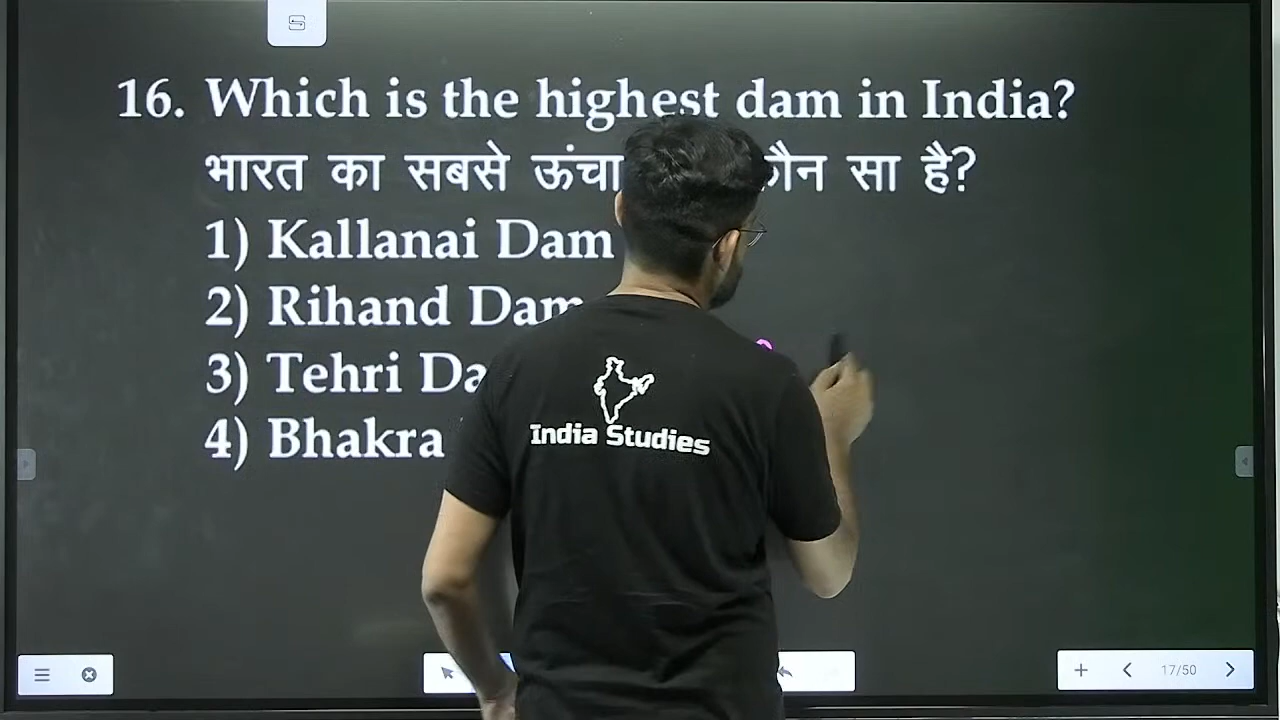 16. Which is the highest dam in India?
भारत का सबसे ऊंचा सा है?
1) Kallanai Dam
2) Rihand Dam
3) Tehri
4) Bhakra
India Studies
17/50